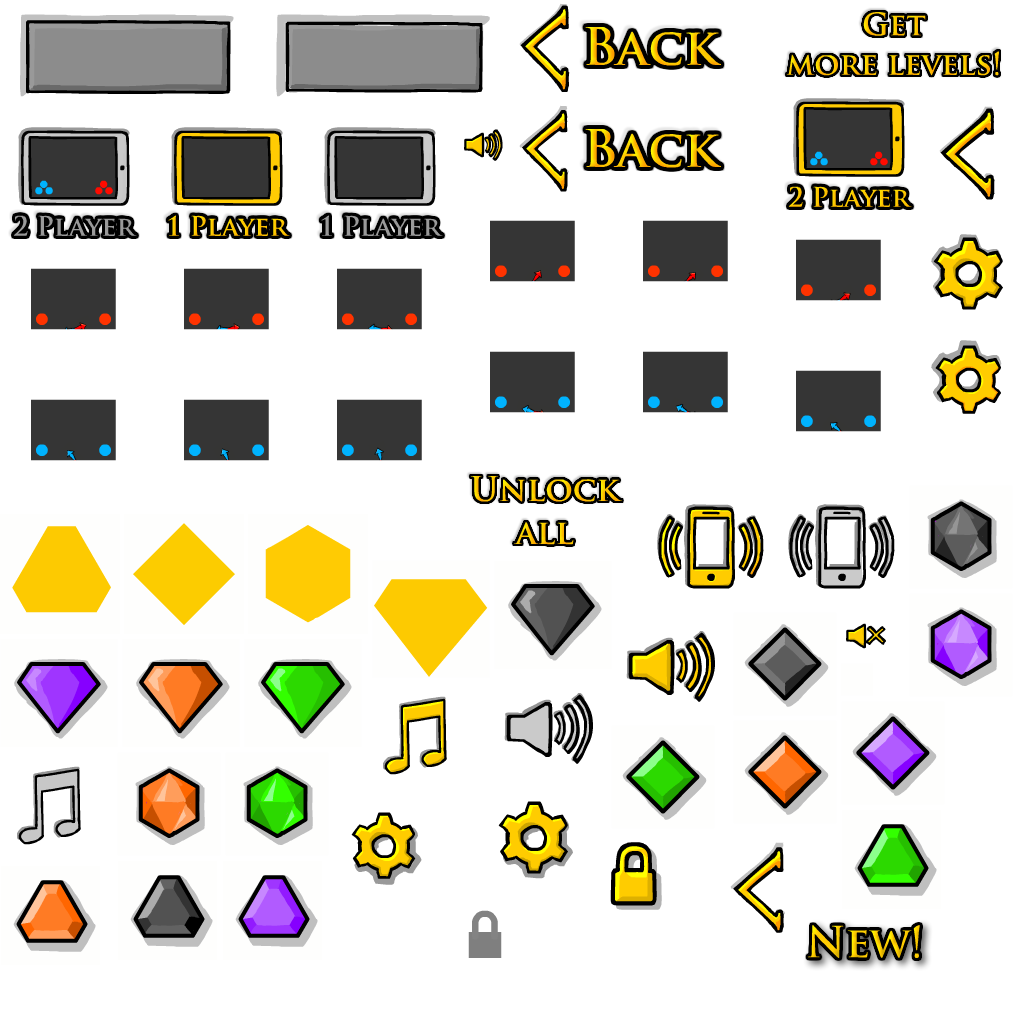 Back
Get
more levels!
Back
2 Player
1 Player
1 Player
2 Player
Unlock
all
New!